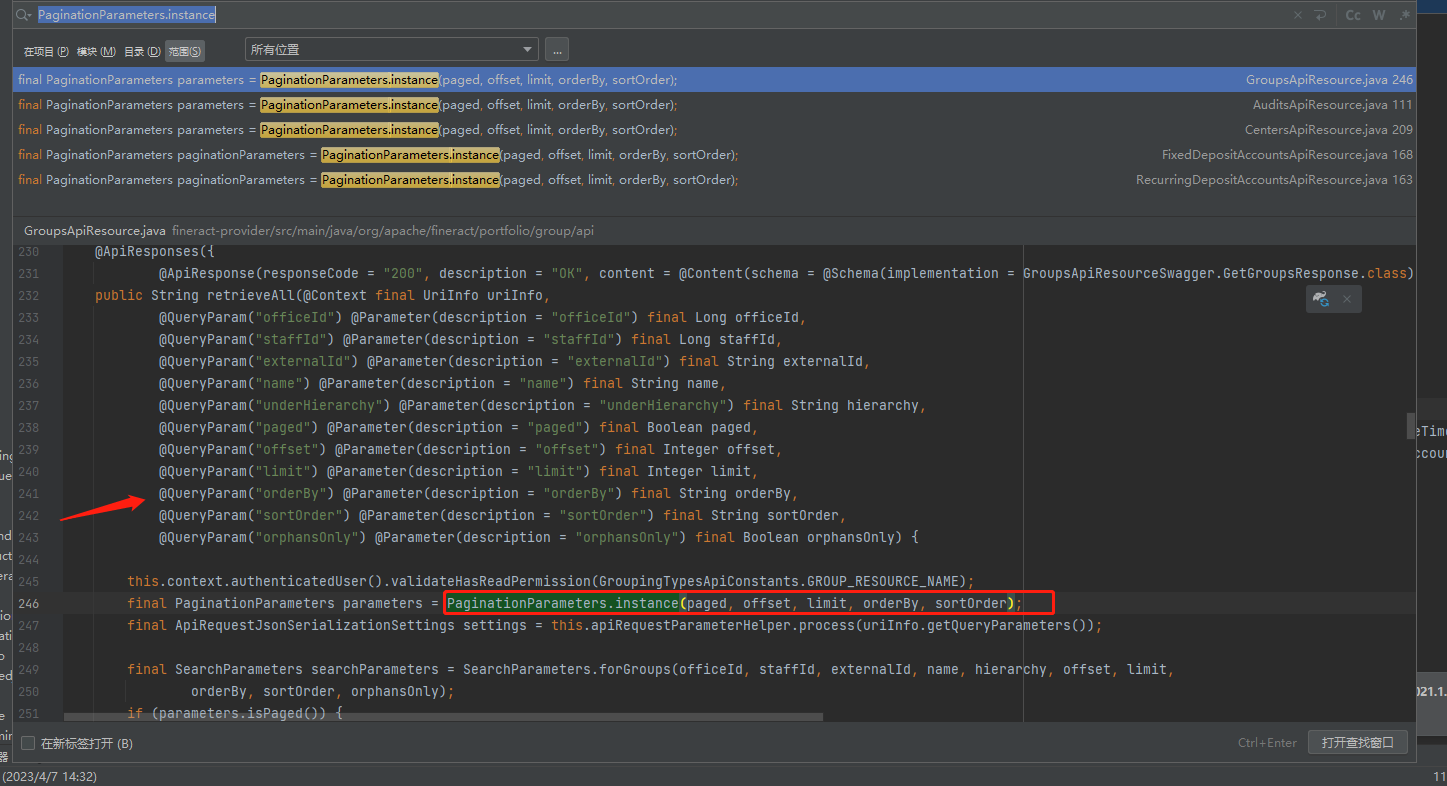 PaginationParameters.instance
Cc W .*
在项目 (P) 模块 (M) 目录 (D) 范围(S) 所有位置 ...
final PaginationParameters parameters = PaginationParameters.instance(paged, offset, limit, orderBy, sortOrder); GroupsApiResource.java 246
final PaginationParameters parameters = PaginationParameters.instance(paged, offset, limit, orderBy, sortOrder); AuditsApiResource.java 111
final PaginationParameters parameters = PaginationParameters.instance(paged, offset, limit, orderBy, sortOrder); CentersApiResource 209
final PaginationParameters paginationParameters = PaginationParameters.instance(paged, offset, limit, orderBy, sortOrder); FixedDepositAccountsApiResource 168
final PaginationParameters paginationParameters = PaginationParameters.instance(paged, offset, limit, orderBy, sortOrder); RecurringDepositAccountsApiResource.java 163
GroupsApiResource.java fineract-provider/src/main/java/org/apache/fineract/portfolio/group/api
230 @ApiResponses({
231 @ApiResponse(responseCode = "200", description = "OK", content = @Content(schema = @Schema(implementation = GroupsApiResourceSwagger.GetGroupsResponse.class)
232 public String retrieveAll(@Context final UriInfo uriInfo,
233 @QueryParam("officeId") @Parameter(description = "officeId") final Long officeId,
234 @QueryParam("staffId") @Parameter(description = "staffId") final Long staffId,
235 @QueryParam("externalId") @Parameter(description = "externalId") final String externalId,
236 @QueryParam("name") @Parameter(description = "name") final String name,
237 @QueryParam("underHierarchy") @Parameter(description = "underHierarchy") final String hierarchy,
238 @QueryParam("paged") @Parameter(description = "paged") final Boolean paged,
239 @QueryParam("offset") @Parameter(description = "offset") final Integer offset,
240 @QueryParam("limit") @Parameter(description = "limit") final Integer limit,
241 @QueryParam("orderBy") @Parameter(description = "orderBy") final String orderBy,
242 @QueryParam("sortOrder") @Parameter(description = "sortOrder") final String sortOrder,
243 @QueryParam("orphansOnly") @Parameter(description = "orphansOnly") final Boolean orphansOnly) {
244
245 this.context.authenticatedUser().validateHasReadPermission(GroupingTypesApiConstants.GROUP_RESOURCE_NAME);
246 final PaginationParameters parameters = PaginationParameters.instance(paged, offset, limit, orderBy, sortOrder);
247 final ApiRequestJsonSerializationSettings settings = this.apiRequestParameterHelper.process(uriInfo.getQueryParameters());
248
249 final SearchParameters searchParameters = SearchParameters.forGroups(officeId, staffId, externalId, name, hierarchy, offset, limit,
250 orderBy, sortOrder, orphansOnly);
251 if (parameters.isPaged()) {
在新标签打开 (B) Ctrl+Enter 打开查找窗口
(2023/4/7 14:32)